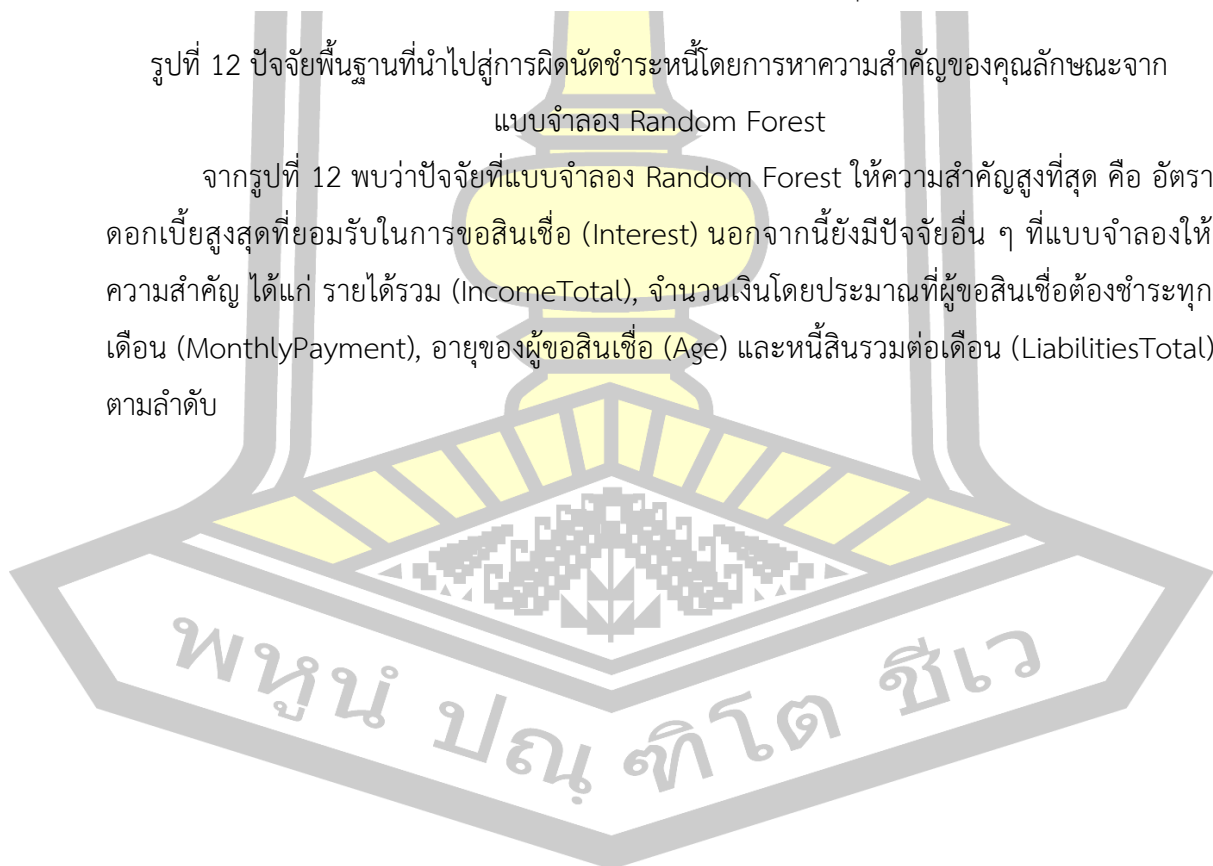 รูปที่ 12 ปัจจัยพื้นฐานที่นำไปสู่การผิดนัดชำระหนี้โดยการหาความสำคัญของคุณลักษณะจาก
แบบจำลอง Random Forest
จากรูปที่ 12 พบว่าปัจจัยที่แบบจำลอง Random Forest ให้ความสำคัญสูงที่สุด คือ อัตรา
ดอกเบี้ยสูงสุดที่ยอมรับในการขอสินเชื่อ (Interest) นอกจากนี้ยังมีปัจจัยอื่น ๆ ที่แบบจำลองให้
ความสำคัญ ได้แก่ รายได้รวม (IncomeTotal), จำนวนเงินโดยประมาณที่ผู้ขอสินเชื่อต้องชำระทุก
เดือน (MonthlyPayment), อายุของผู้ขอสินเชื่อ (Age) และหนี้สินรวมต่อเดือน (LiabilitiesTotal)
ตามลำดับ
พหูนํ ปณฺฑิโต ชีเว